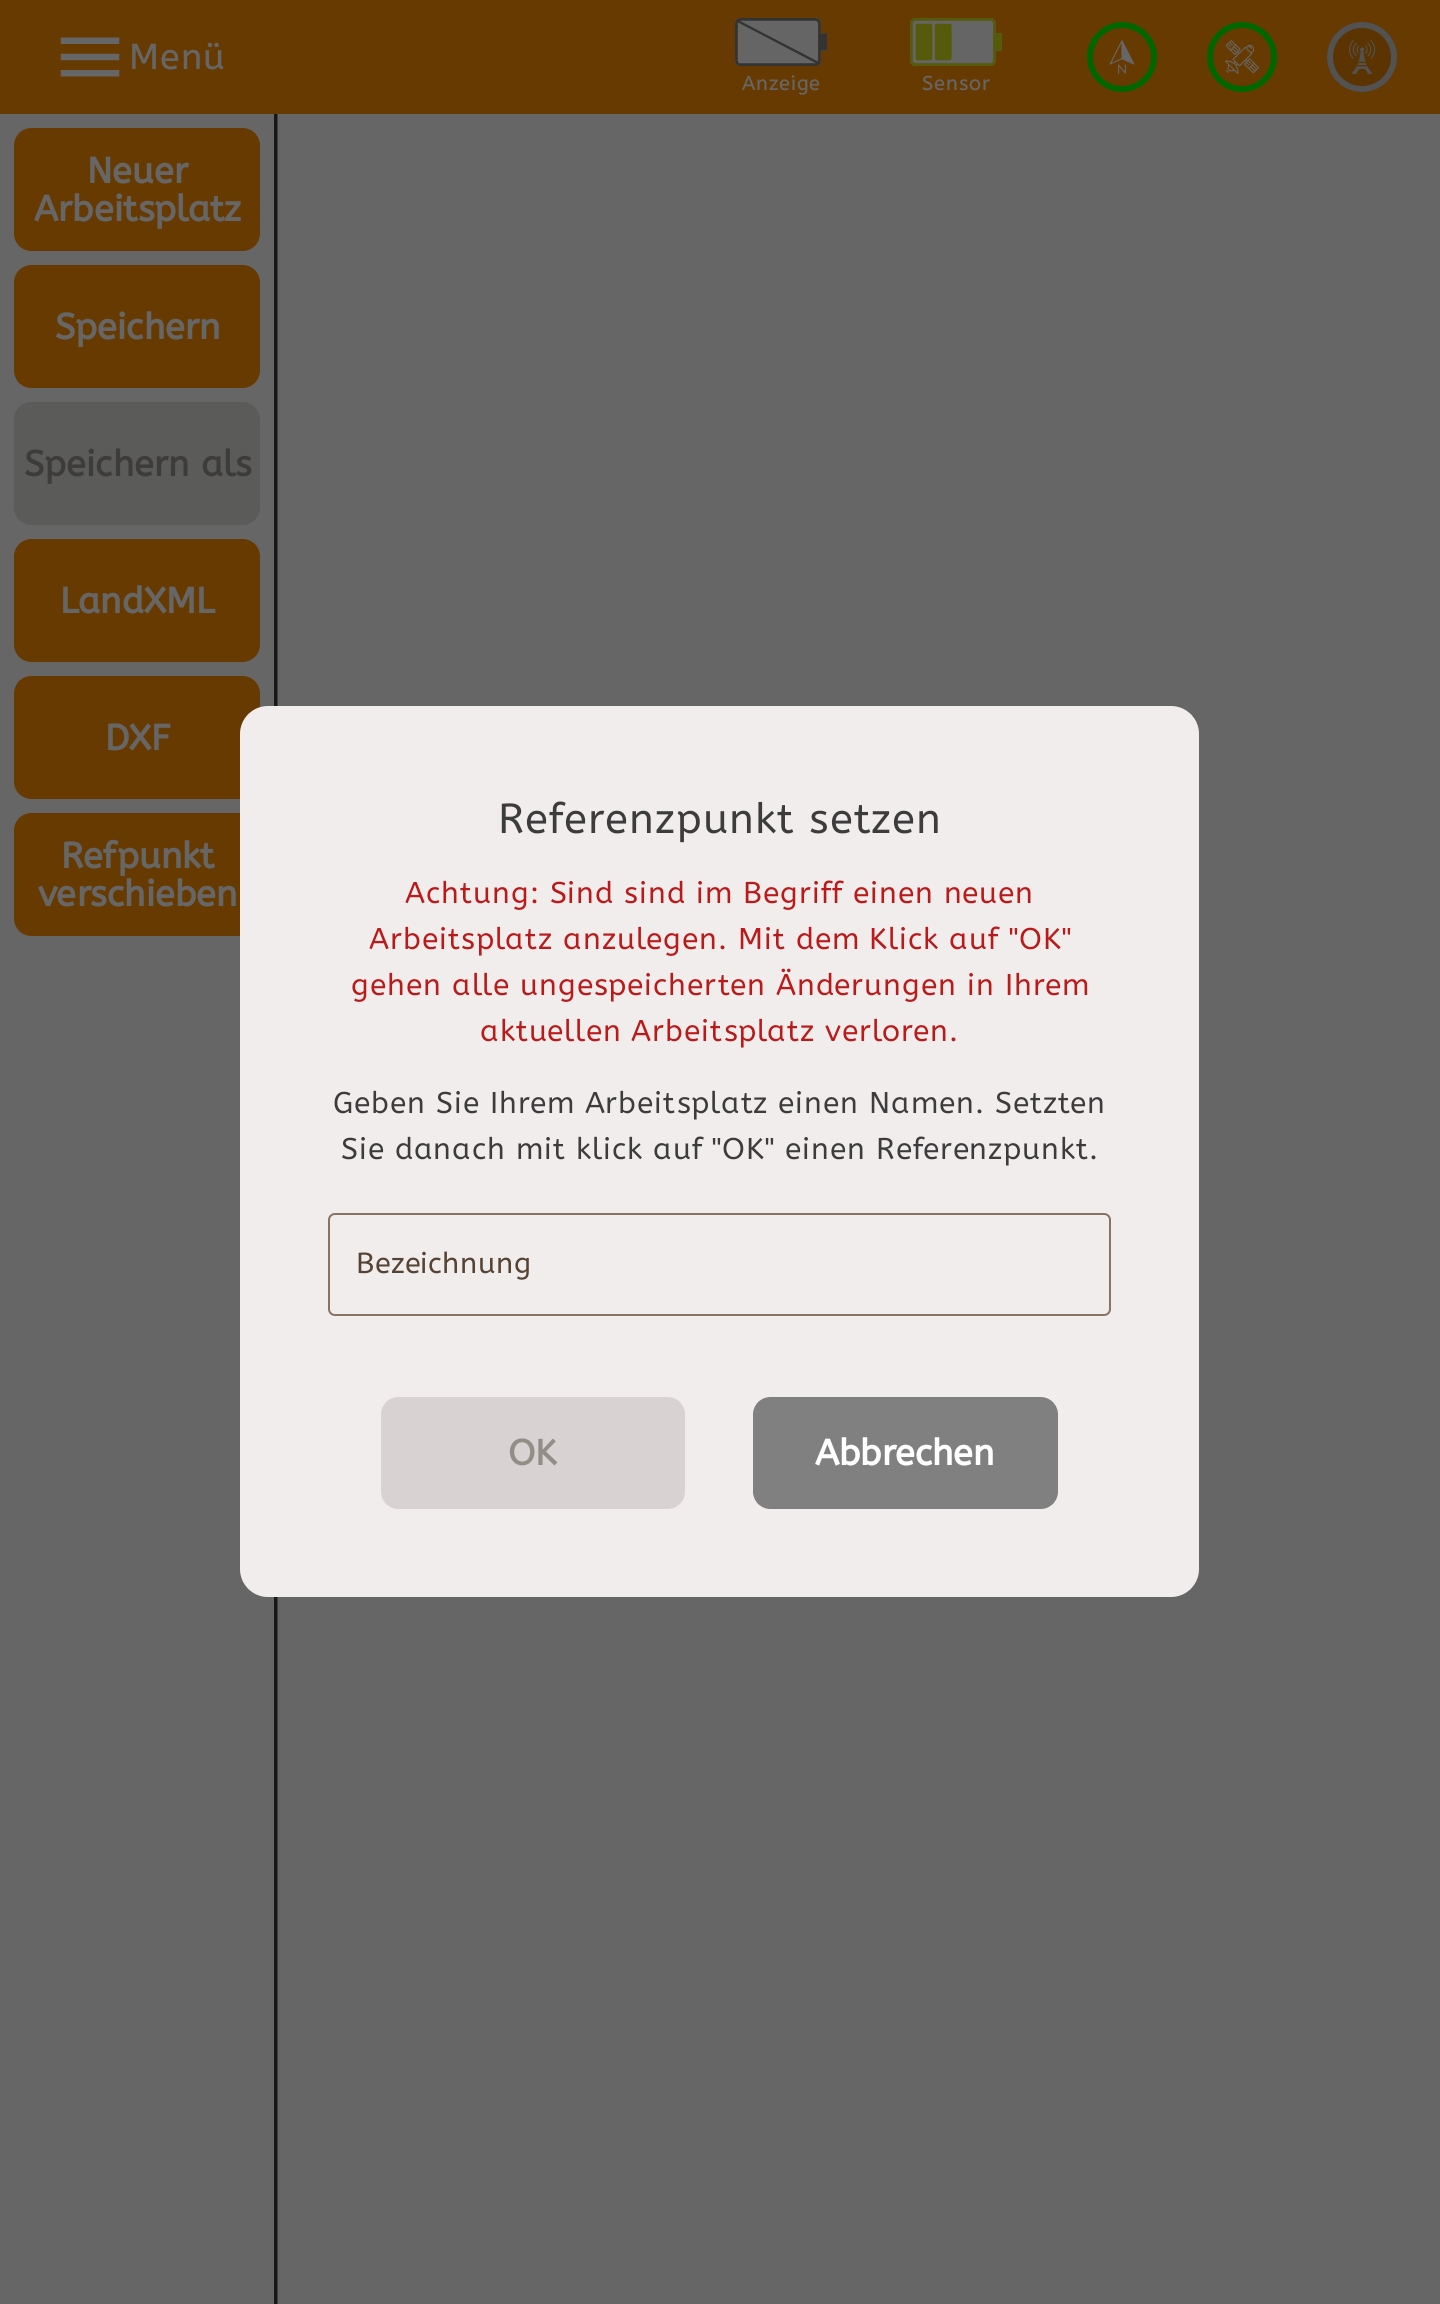 Menü
Anzeige
Sensor
N
Neuer
Arbeitsplatz
Speichern
Speichern als
LandXML
DXF
Refpunkt
verschieben
Referenzpunkt setzen
Achtung: Sind sind im Begriff einen neuen
Arbeitsplatz anzulegen. Mit dem Klick auf "OK"
gehen alle ungespeicherten Änderungen in Ihrem
aktuellen Arbeitsplatz verloren.
Geben Sie Ihrem Arbeitsplatz einen Namen. Setzten
Sie danach mit klick auf "OK" einen Referenzpunkt.
Bezeichnung
OK
Abbrechen